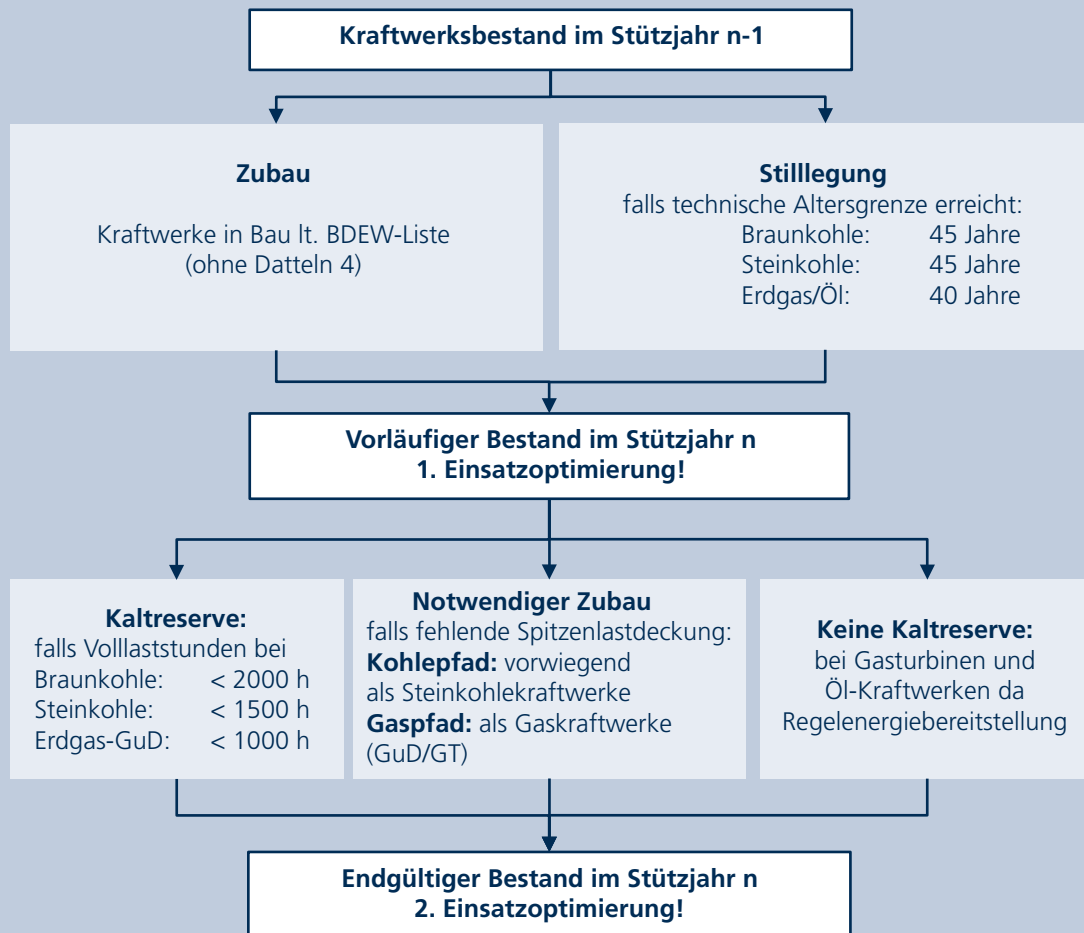 Kraftwerksbestand im Stützjahr n-1
Zubau
Kraftwerke in Bau lt. BDEW-Liste
(ohne Datteln 4)
Stilllegung
falls technische Altersgrenze erreicht:
Braunkohle: 45 Jahre
Steinkohle: 45 Jahre
Erdgas/Öl: 40 Jahre
Vorläufiger Bestand im Stützjahr n
1. Einsatzoptimierung!
Kaltreserve:
falls Volllaststunden bei
Braunkohle: < 2000 h
Steinkohle: < 1500 h
Erdgas-GuD: < 1000 h
Notwendiger Zubau
falls fehlende Spitzenlastdeckung:
Kohlepfad: vorwiegend
als Steinkohlekraftwerke
Gaspfad: als Gaskraftwerke
(GuD/GT)
Keine Kaltreserve:
bei Gasturbinen und
Öl-Kraftwerken da
Regelenergiebereitstellung
Endgültiger Bestand im Stützjahr n
2. Einsatzoptimierung!